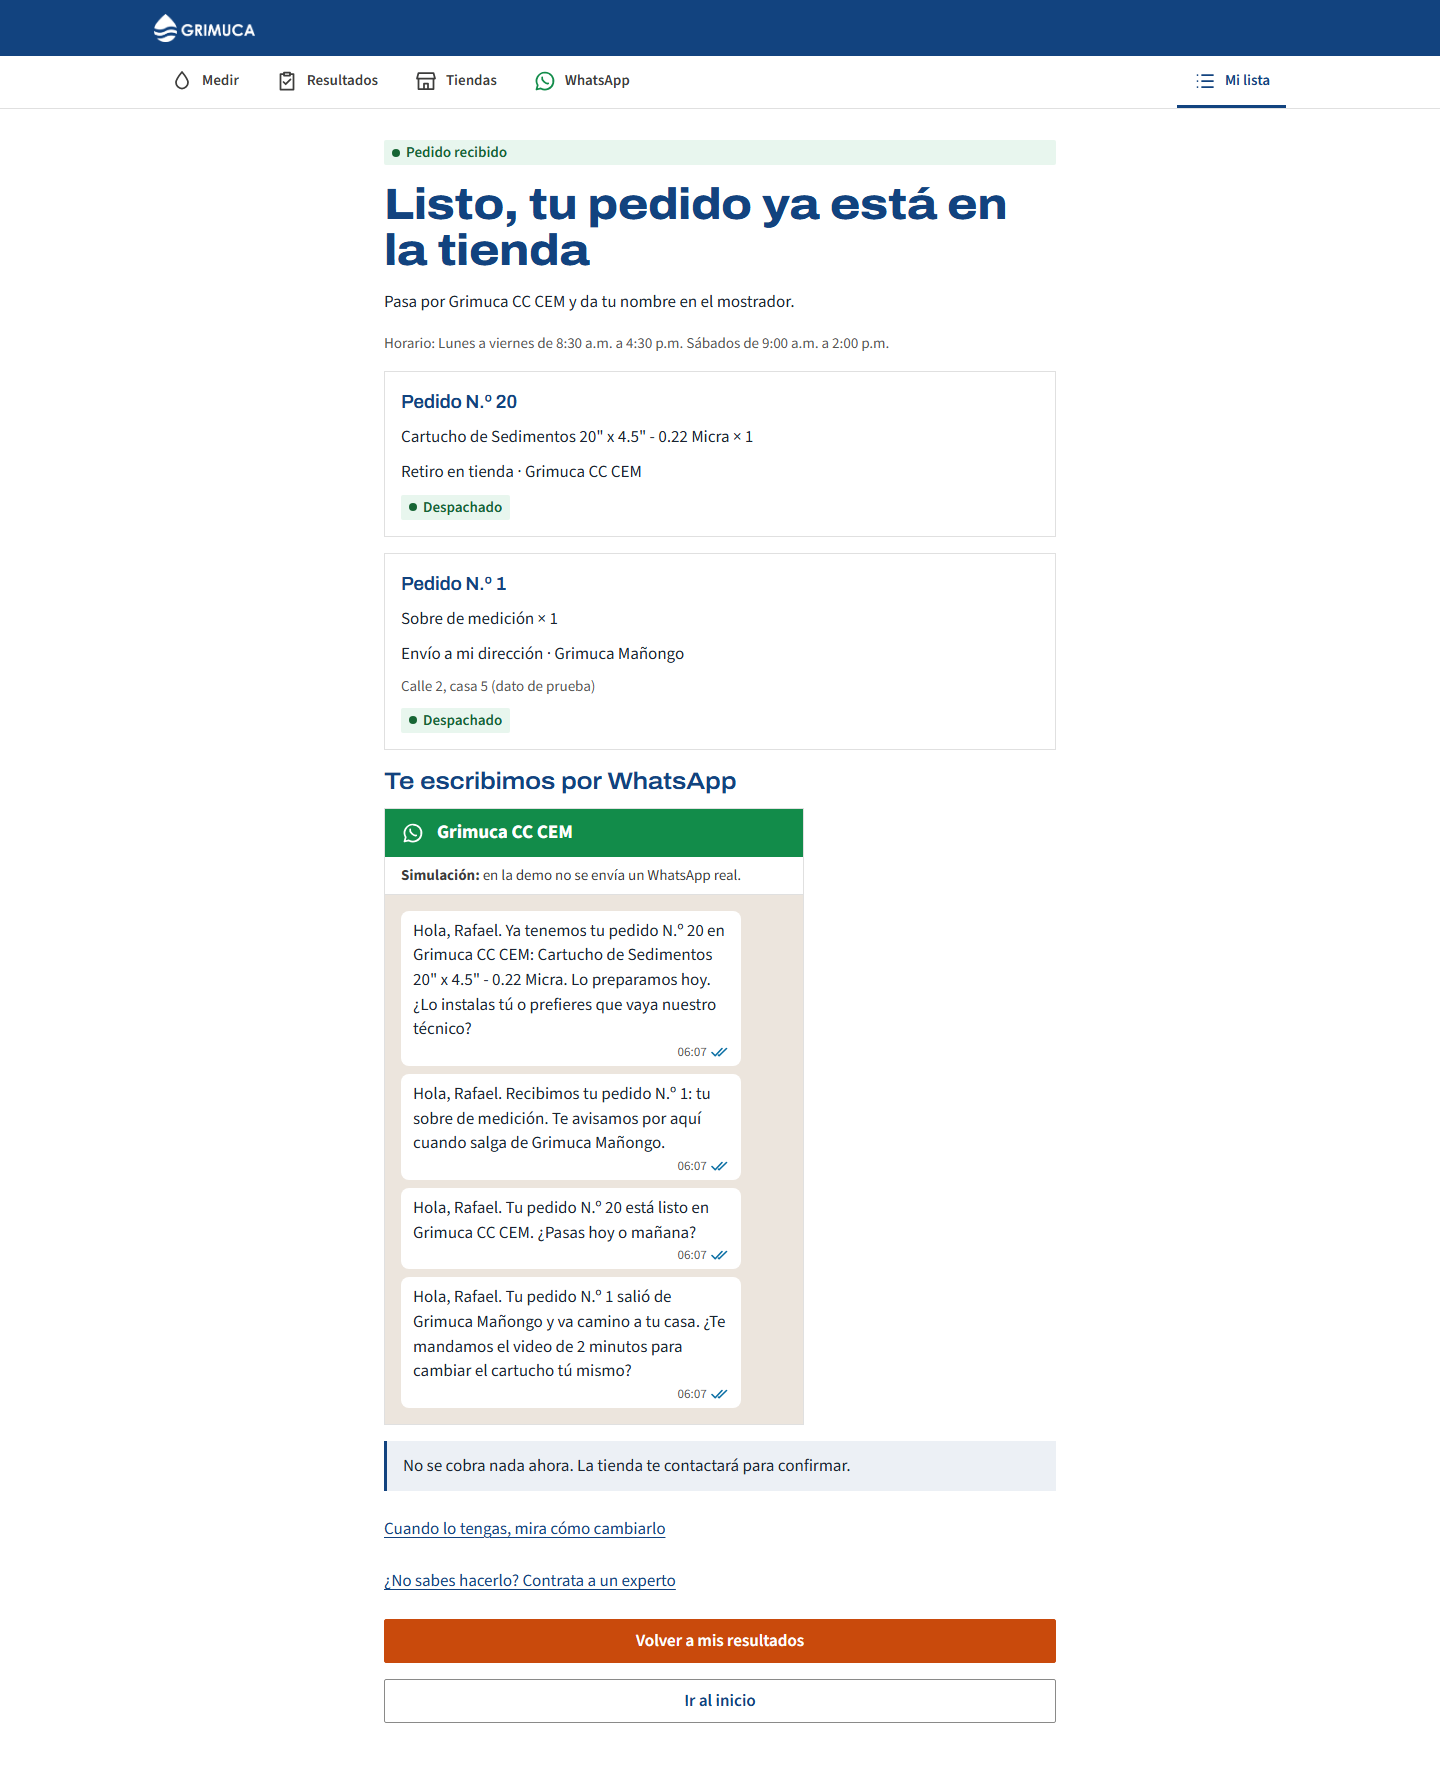 GRIMUCA
Medir
Resultados
Tiendas
WhatsApp
Mi lista
Pedido recibido
Listo, tu pedido ya está en
la tienda
Pasa por Grimuca CC CEM y da tu nombre en el mostrador.
Horario: Lunes a viernes de 8:30 a.m. a 4:30 p.m. Sábados de 9:00 a.m. a 2:00 p.m.
Pedido N.º 20
Cartucho de Sedimentos 20" x 4.5" - 0.22 Micra × 1
Retiro en tienda · Grimuca CC CEM
Despachado
Pedido N.º 1
Sobre de medición × 1
Envío a mi dirección · Grimuca Mañongo
Calle 2, casa 5 (dato de prueba)
Despachado
Te escribimos por WhatsApp
Grimuca CC CEM
Simulación: en la demo no se envía un WhatsApp real.
Hola, Rafael. Ya tenemos tu pedido N.º 20 en
Grimuca CC CEM: Cartucho de Sedimentos
20" x 4.5" - 0.22 Micra. Lo preparamos hoy.
¿Lo instalas tú o prefieres que vaya nuestro
técnico?
06:07
Hola, Rafael. Recibimos tu pedido N.º 1: tu
sobre de medición. Te avisamos por aquí
cuando salga de Grimuca Mañongo.
06:07
Hola, Rafael. Tu pedido N.º 20 está listo en
Grimuca CC CEM. ¿Pasas hoy o mañana?
06:07
Hola, Rafael. Tu pedido N.º 1 salió de
Grimuca Mañongo y va camino a tu casa. ¿Te
mandamos el video de 2 minutos para
cambiar el cartucho tú mismo?
06:07
No se cobra nada ahora. La tienda te contactará para confirmar.
Cuando lo tengas, mira cómo cambiarlo
¿No sabes hacerlo? Contrata a un experto
Volver a mis resultados
Ir al inicio